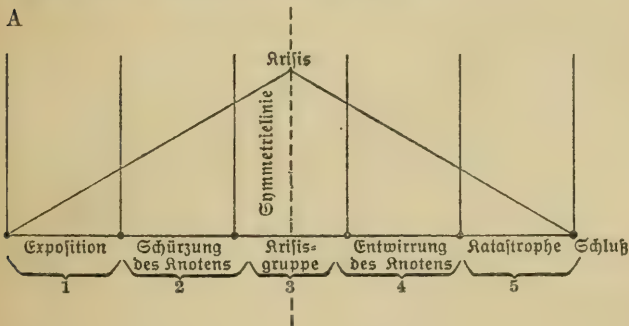 A
Krisis
Symmetrielinie
Exposition Schürzung des Knotens Krisis-gruppe Entwirrung des Knotens Katastrophe Schluß
1 2 3 4 5